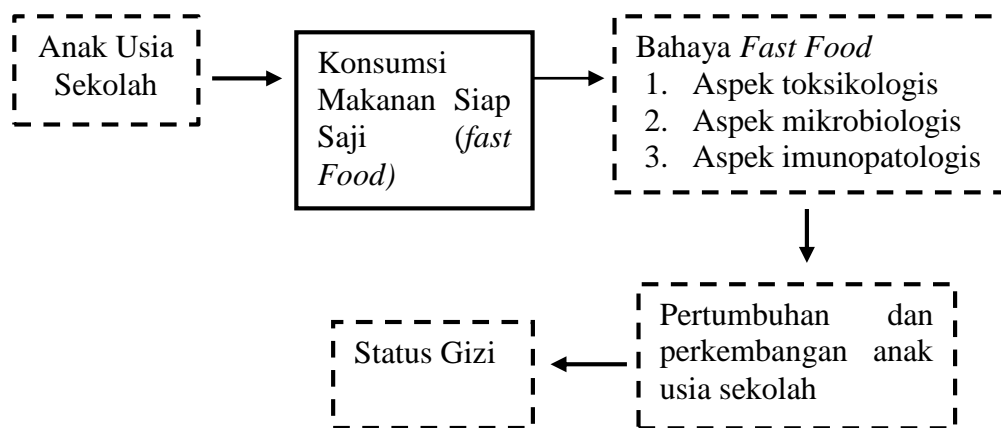 Anak Usia
Sekolah
Konsumsi
Makanan Siap
Saji (fast
Food)
Bahaya Fast Food
1. Aspek toksikologis
2. Aspek mikrobiologis
3. Aspek imunopatologis
Pertumbuhan dan
perkembangan anak
usia sekolah
Status Gizi